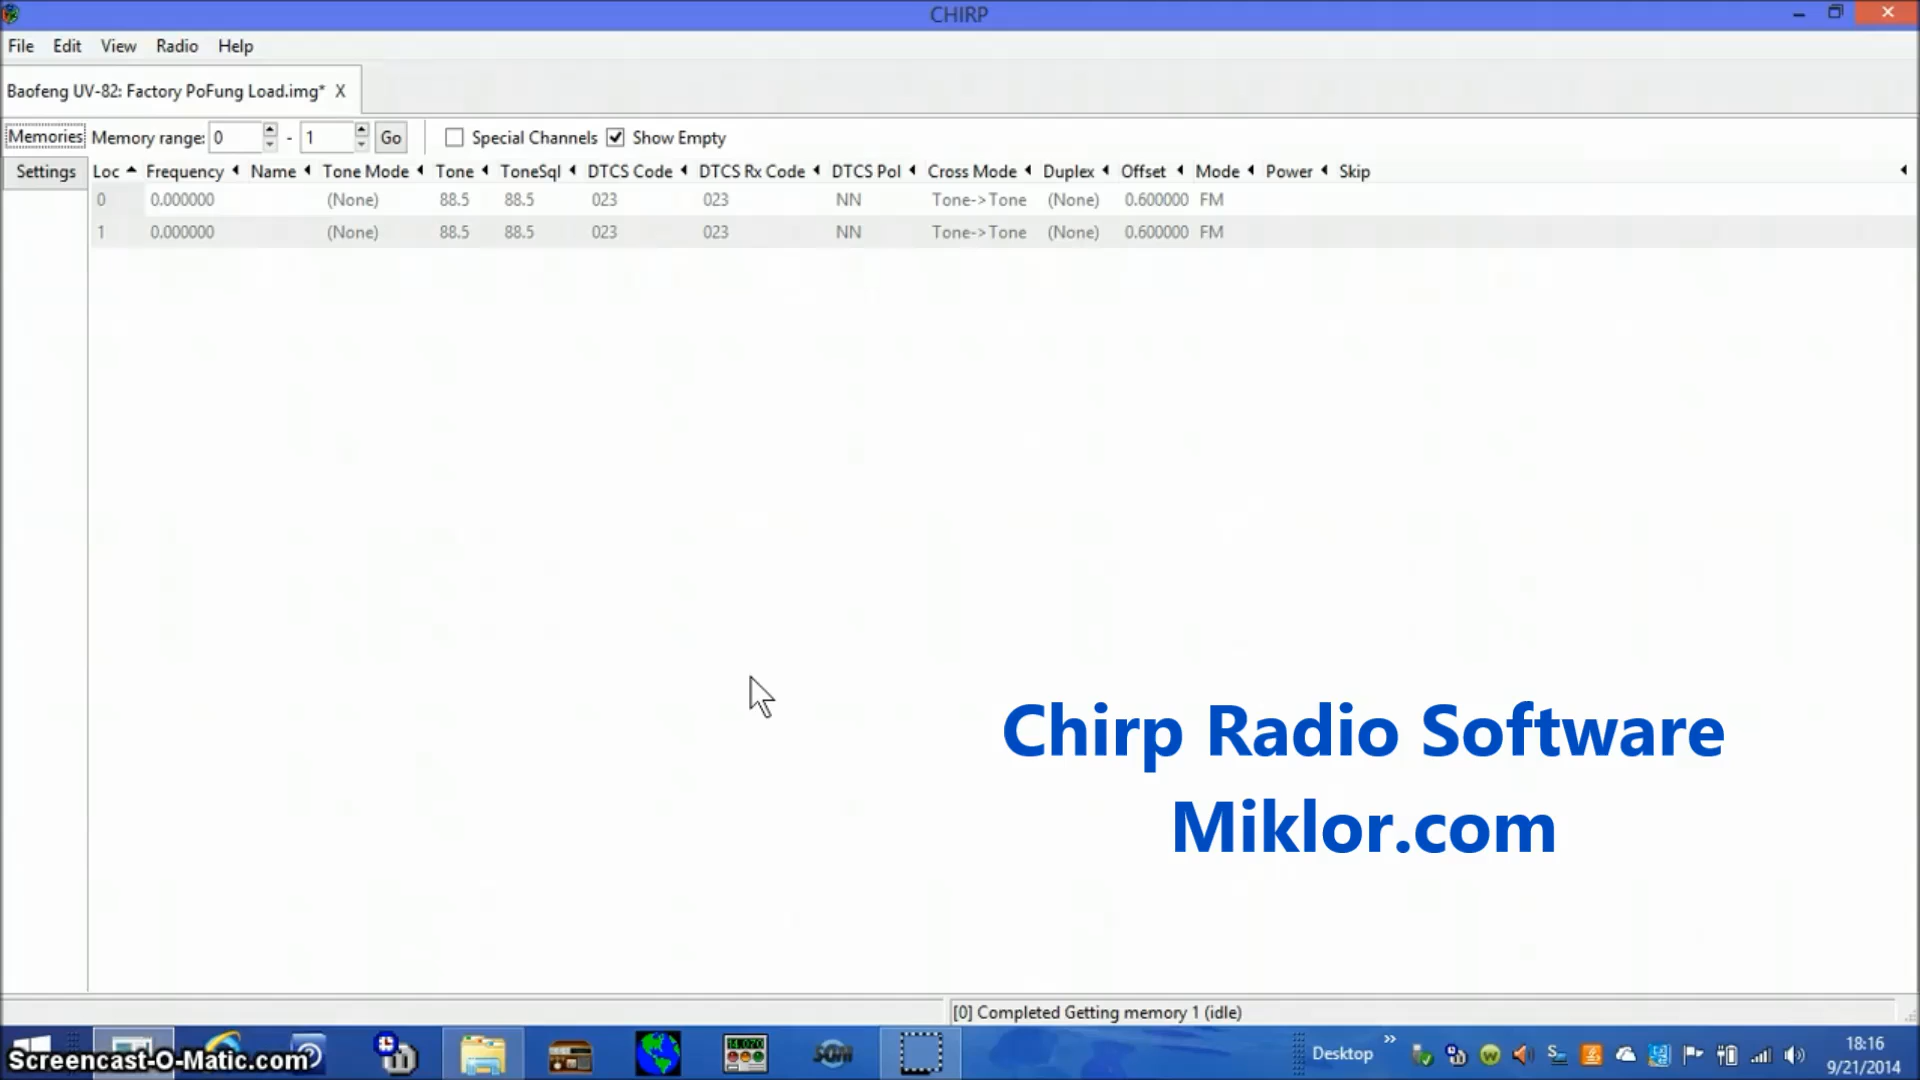 CHIRP
File Edit View Radio Help
Baofeng UV-82: Factory PoFung Load.img* X
Memories Memory range: 0 - 1 Go Special Channels Show Empty
Settings Loc Frequency Name Tone Mode Tone ToneSql DTCS Code DTCS Rx Code DTCS Pol Cross Mode Duplex Offset Mode Power Skip
0 0.000000 (None) 88.5 88.5 023 023 NN Tone->Tone (None) 0.600000 FM
1 0.000000 (None) 88.5 88.5 023 023 NN Tone->Tone (None) 0.600000 FM
Chirp Radio Software
Miklor.com
[0] Completed Getting memory 1 (idle)
Screencast-O-Matic.com
14.070
Desktop »
18:16
9/21/2014